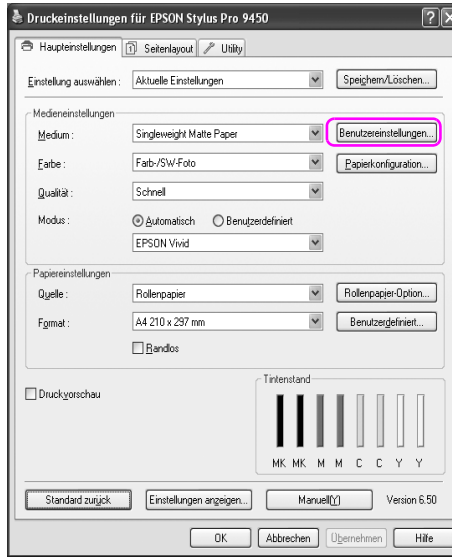 Druckeinstellungen für EPSON Stylus Pro 9450
Haupteinstellungen Seitenlayout Utility
Einstellung auswählen : Aktuelle Einstellungen Speichern/Löschen...
Medieneinstellungen
Medium : Singleweight Matte Paper Benutzereinstellungen...
Farbe : Farb-/SW-Foto Papierkonfiguration...
Qualität : Schnell
Modus : Automatisch Benutzerdefiniert
EPSON Vivid
Papiereinstellungen
Quelle : Rollenpapier Rollenpapier-Option...
Format : A4 210 x 297 mm Benutzerdefiniert...
Randlos
Druckvorschau
Tintenstand
MK MK M M C C Y Y
Standard zurück Einstellungen anzeigen... Manuell(Y) Version 6.50
OK Abbrechen Übernehmen Hilfe